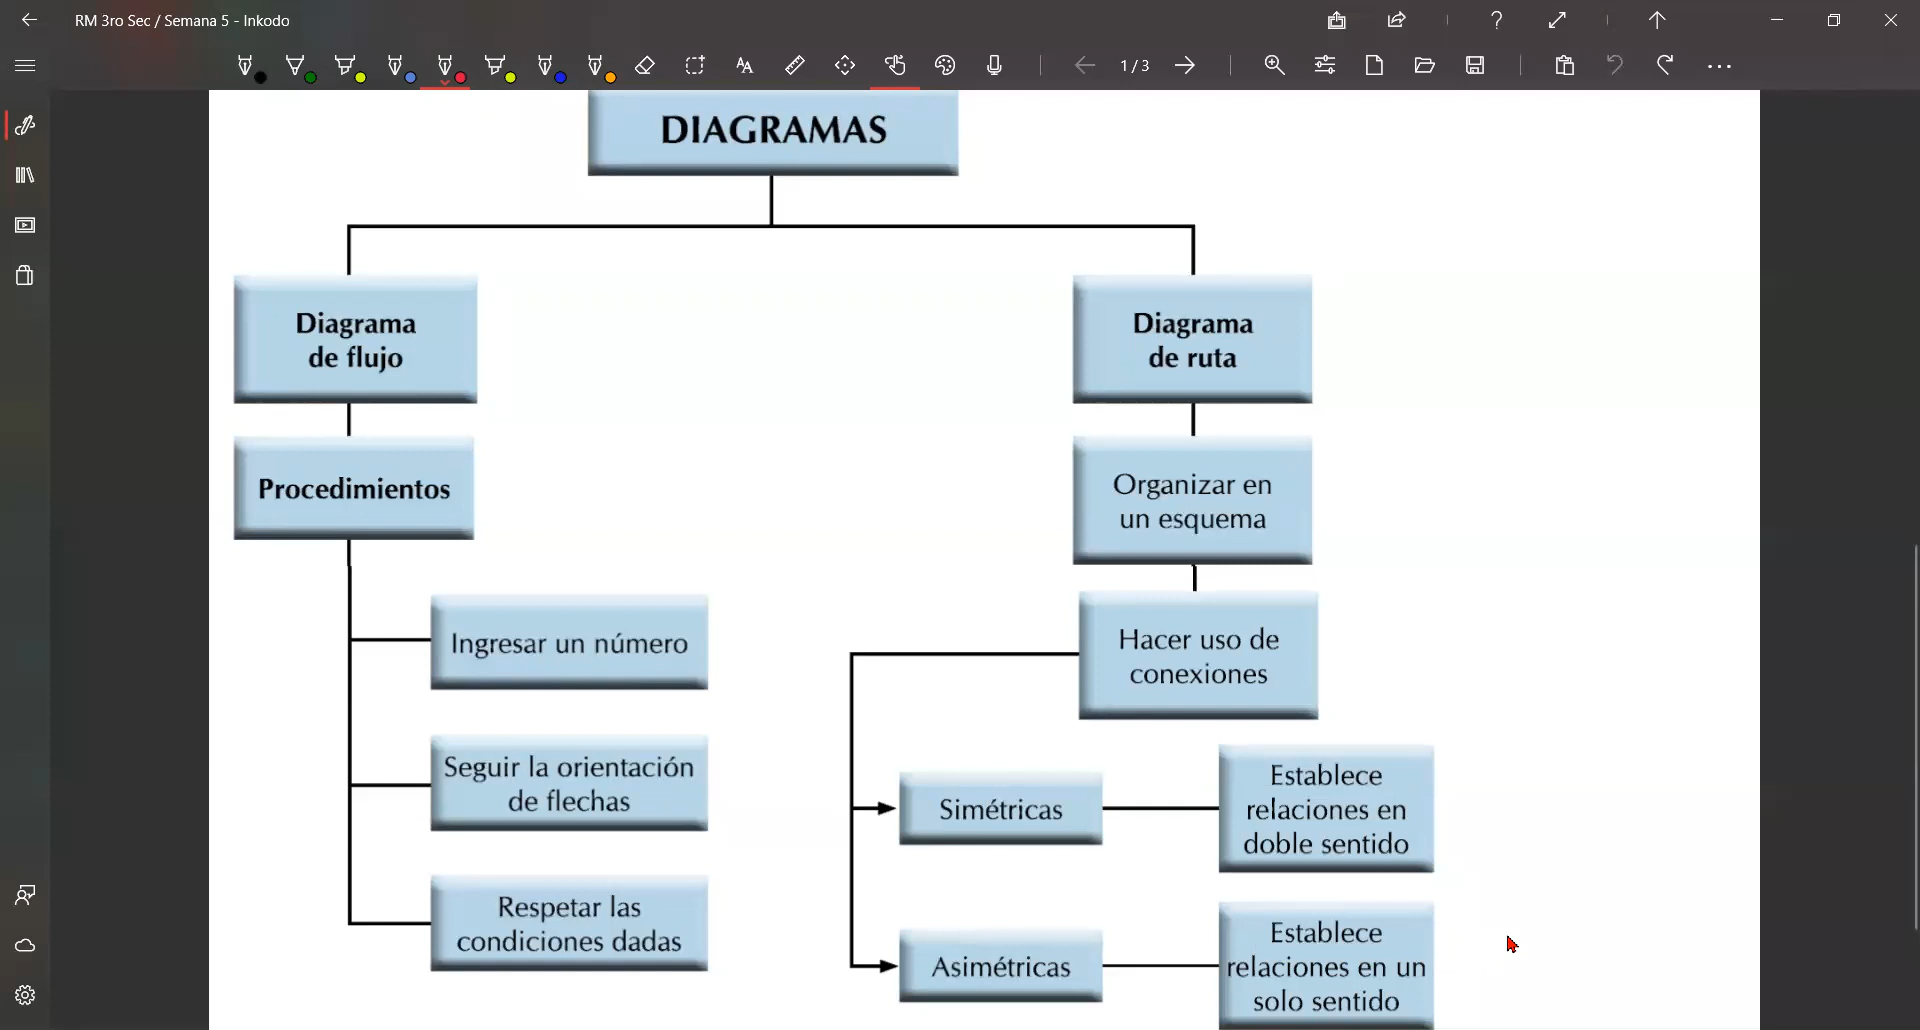 RM 3ro Sec / Semana 5 - Inkodo
1 / 3
DIAGRAMAS
Diagrama
de flujo
Procedimientos
Ingresar un número
Seguir la orientación
de flechas
Respetar las
condiciones dadas
Diagrama
de ruta
Organizar en
un esquema
Hacer uso de
conexiones
Simétricas
Establece
relaciones en
doble sentido
Asimétricas
Establece
relaciones en un
solo sentido